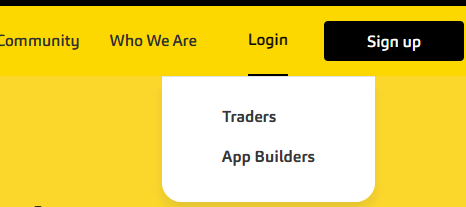 Community Who We Are Login Sign up
Traders
App Builders